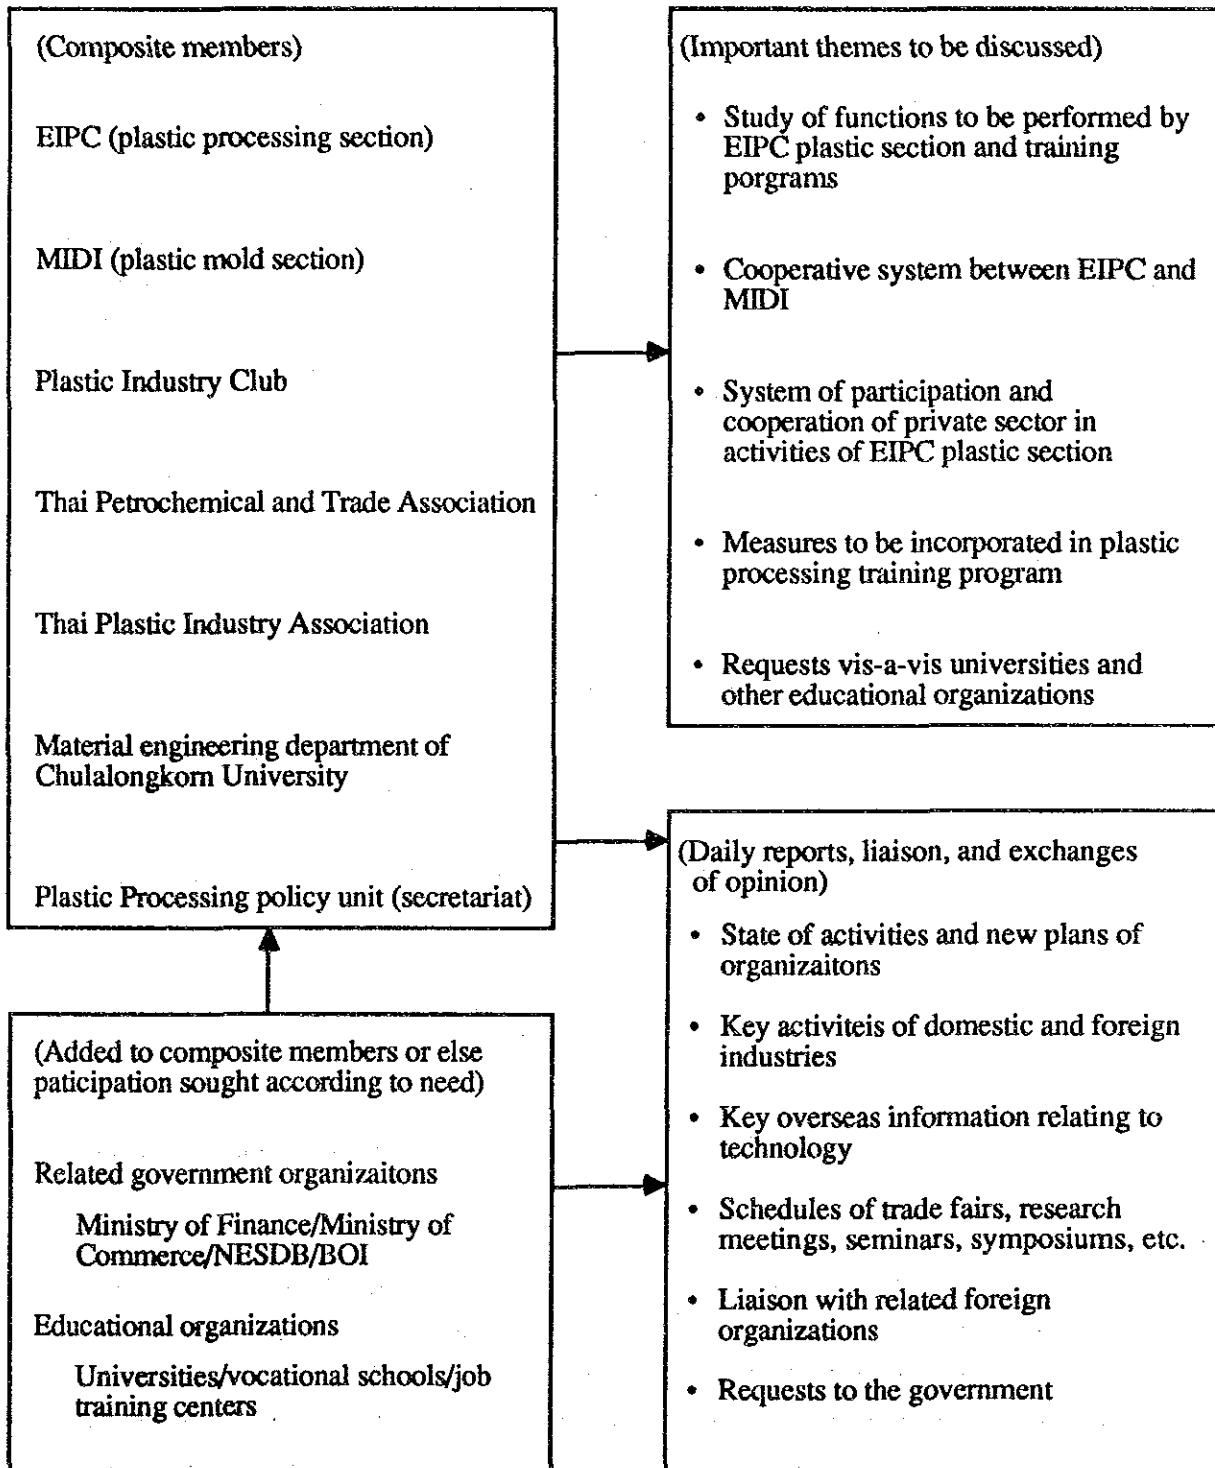 (Composite members)
EIPC (plastic processing section)
MIDI (plastic mold section)
Plastic Industry Club
Thai Petrochemical and Trade Association
Thai Plastic Industry Association
Material engineering department of
Chulalongkorn University
Plastic Processing policy unit (secretariat)
(Added to composite members or else
paticipation sought according to need)
Related government organizaitons
Ministry of Finance/Ministry of
Commerce/NESDB/BOI
Educational organizations
Universities/vocational schools/job
training centers
(Important themes to be discussed)
• Study of functions to be performed by
EIPC plastic section and training
porgrams
• Cooperative system between EIPC and
MIDI
• System of participation and
cooperation of private sector in
activities of EIPC plastic section
• Measures to be incorporated in plastic
processing training program
• Requests vis-a-vis universities and
other educational organizations
(Daily reports, liaison, and exchanges
of opinion)
• State of activities and new plans of
organizaitons
• Key activiteis of domestic and foreign
industries
• Key overseas information relating to
technology
• Schedules of trade fairs, research
meetings, seminars, symposiums, etc.
• Liaison with related foreign
organizations
• Requests to the government